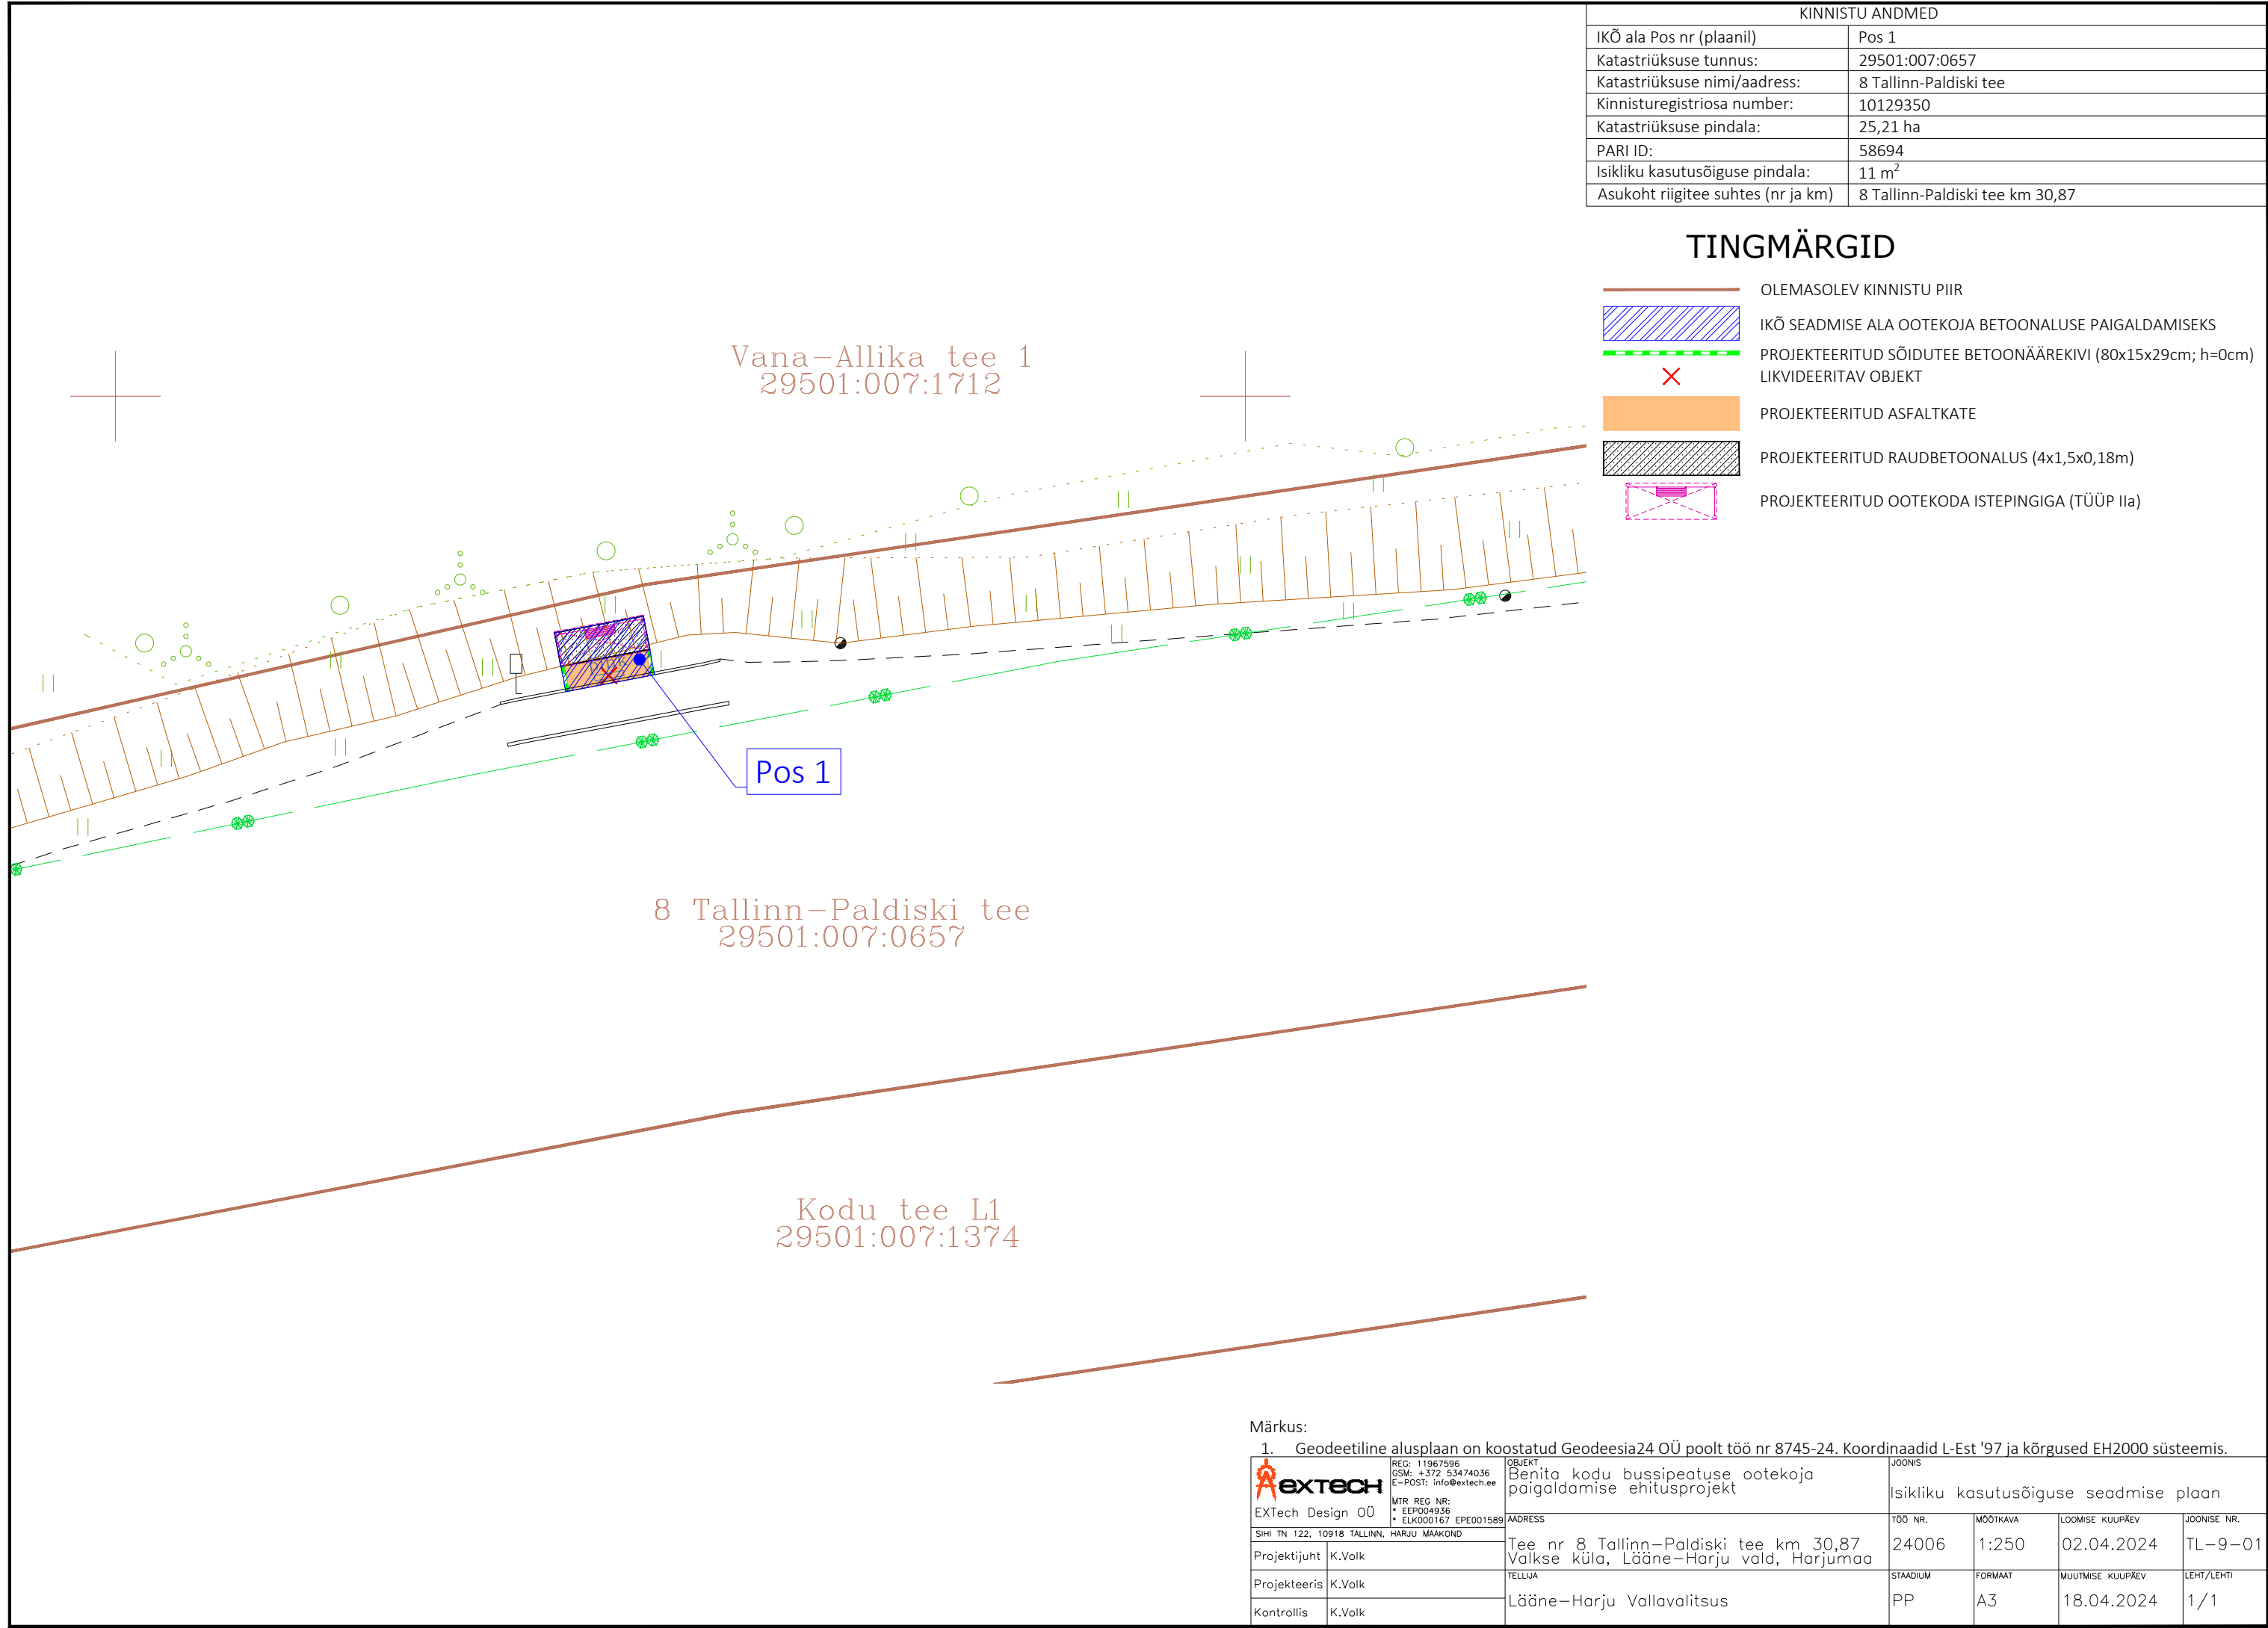 KINNISTU ANDMED
IKÕ ala Pos nr (plaanil) Pos 1
Katastriüksuse tunnus: 29501:007:0657
Katastriüksuse nimi/aadress: 8 Tallinn-Paldiski tee
Kinnisturegistriosa number: 10129350
Katastriüksuse pindala: 25,21 ha
PARI ID: 58694
Isikliku kasutusõiguse pindala: 11 m²
Asukoht riigitee suhtes (nr ja km) 8 Tallinn-Paldiski tee km 30,87
TINGMÄRGID
OLEMASOLEV KINNISTU PIIR
IKÕ SEADMISE ALA OOTEKOJA BETOONALUSE PAIGALDAMISEKS
PROJEKTEERITUD SÕIDUTEE BETOONÄÄREKIVI (80x15x29cm; h=0cm)
LIKVIDEERITAV OBJEKT
PROJEKTEERITUD ASFALTKATE
PROJEKTEERITUD RAUDBETOONALUS (4x1,5x0,18m)
PROJEKTEERITUD OOTEKODA ISTEPINGIGA (TÜÜP IIa)
Vana-Allika tee 1
29501:007:1712
Pos 1
8 Tallinn-Paldiski tee
29501:007:0657
Kodu tee L1
29501:007:1374
Märkus:
1. Geodeetiline alusplaan on koostatud Geodeesia24 OÜ poolt töö nr 8745-24. Koordinaadid L-Est '97 ja kõrgused EH2000 süsteemis.
EXTECH
EXTech Design OÜ
REG: 11967596
GSM: +372 53474036
E-POST: info@extech.ee
MTR REG NR:
* EEP004936
* ELK000167 EPE001589
SIHI TN 122, 10918 TALLINN, HARJU MAAKOND
Projektijuht K.Volk
Projekteeris K.Volk
Kontrollis K.Volk
OBJEKT
Benita kodu bussipeatuse ootekoja
paigaldamise ehitusprojekt
AADRESS
Tee nr 8 Tallinn-Paldiski tee km 30,87
Valkse küla, Lääne-Harju vald, Harjumaa
TELLIJA
Lääne-Harju Vallavalitsus
JOONIS
Isikliku kasutusõiguse seadmise plaan
TÖÖ NR. MÕÕTKAVA LOOMISE KUUPÄEV JOONISE NR.
24006 1:250 02.04.2024 TL-9-01
STAADIUM FORMAAT MUUTMISE KUUPÄEV LEHT/LEHTI
PP A3 18.04.2024 1/1